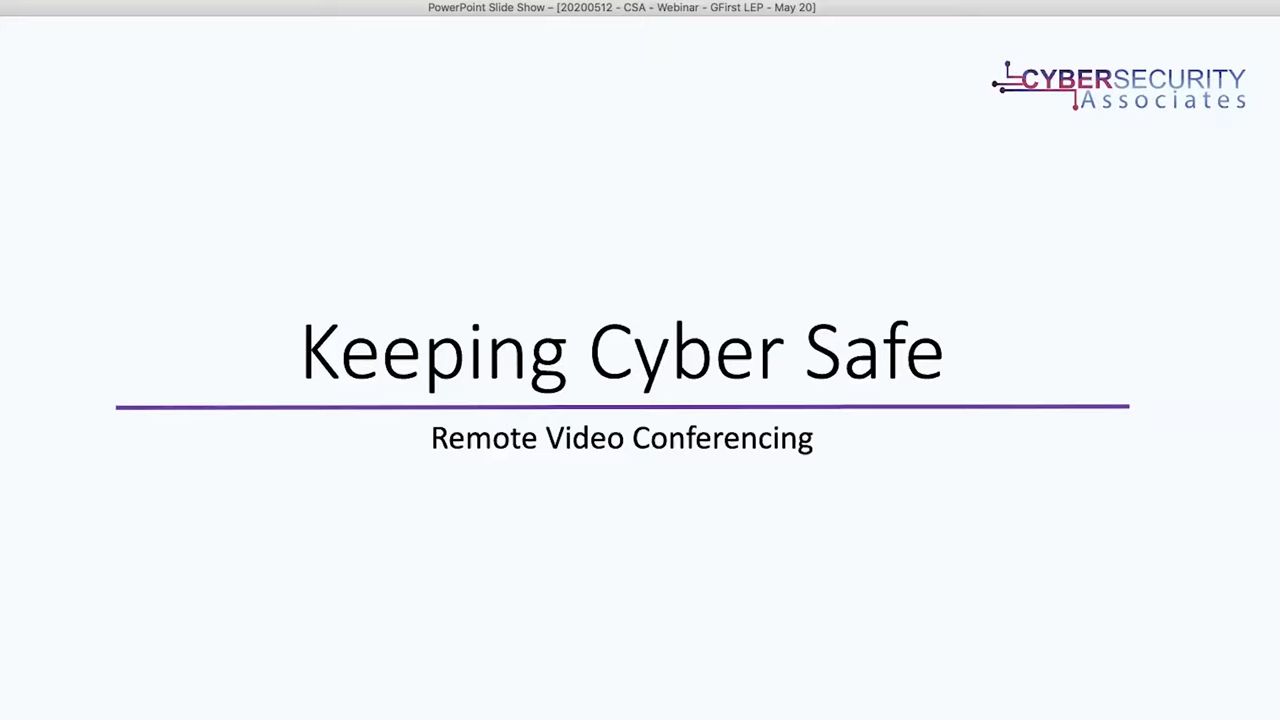 PowerPoint Slide Show – [20200512 - CSA - Webinar - GFirst LEP - May 20]
CYBERSECURITY
Associates
Keeping Cyber Safe
Remote Video Conferencing